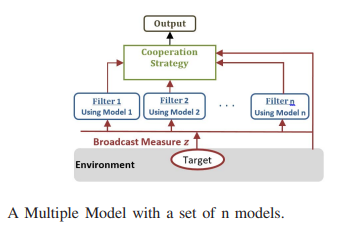 Output
Cooperation
Strategy
Filter 1
Using Model 1
Filter 2
Using Model 2
. . .
Filter n
Using Model n
Broadcast Measure z
Target
Environment
A Multiple Model with a set of n models.